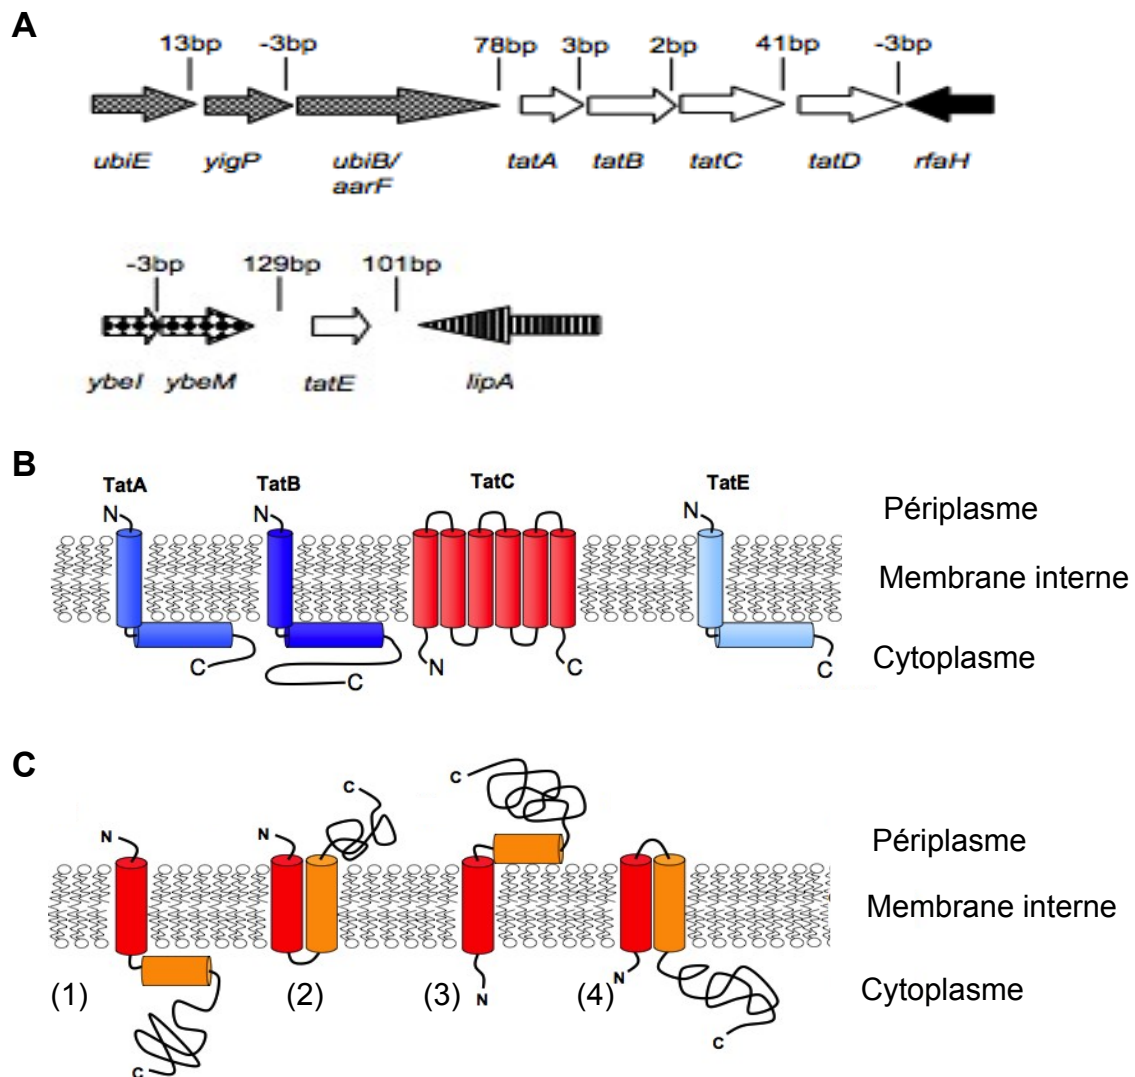 A
13bp -3bp 78bp 3bp 2bp 41bp -3bp
ubiE yigP ubiB/ tatA tatB tatC tatD rfaH
aarF
-3bp 129bp 101bp
ybeI ybeM tatE lipA
B
TatA TatB TatC TatE
N N N Périplasme
Membrane interne
C C N C C Cytoplasme
C
N N C C Périplasme
Membrane interne
(1) (2) (3) N (4) N Cytoplasme
C C